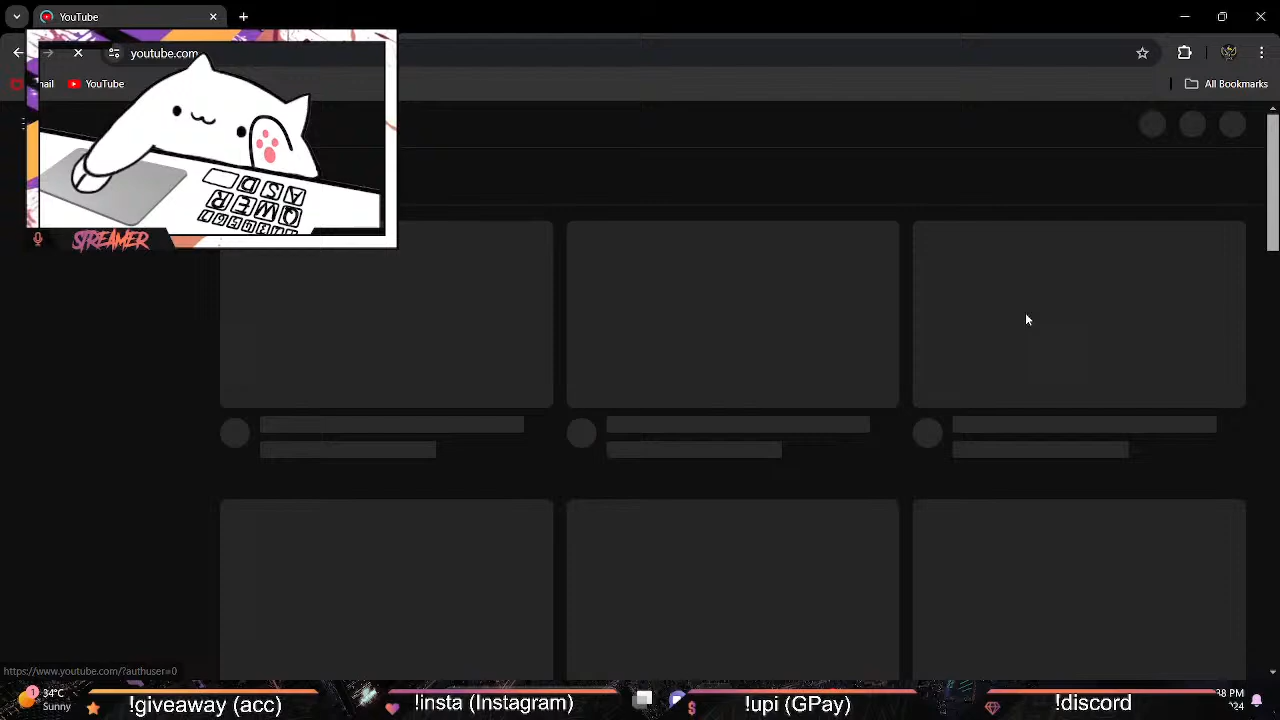 YouTube
youtube.com
YouTube
All Bookmarks
D S A
R E W Q
STREAMER
https://www.youtube.com/?authuser=0
1
34°C
Sunny
!giveaway (acc)
!insta (Instagram)
!upi (GPay)
!discord